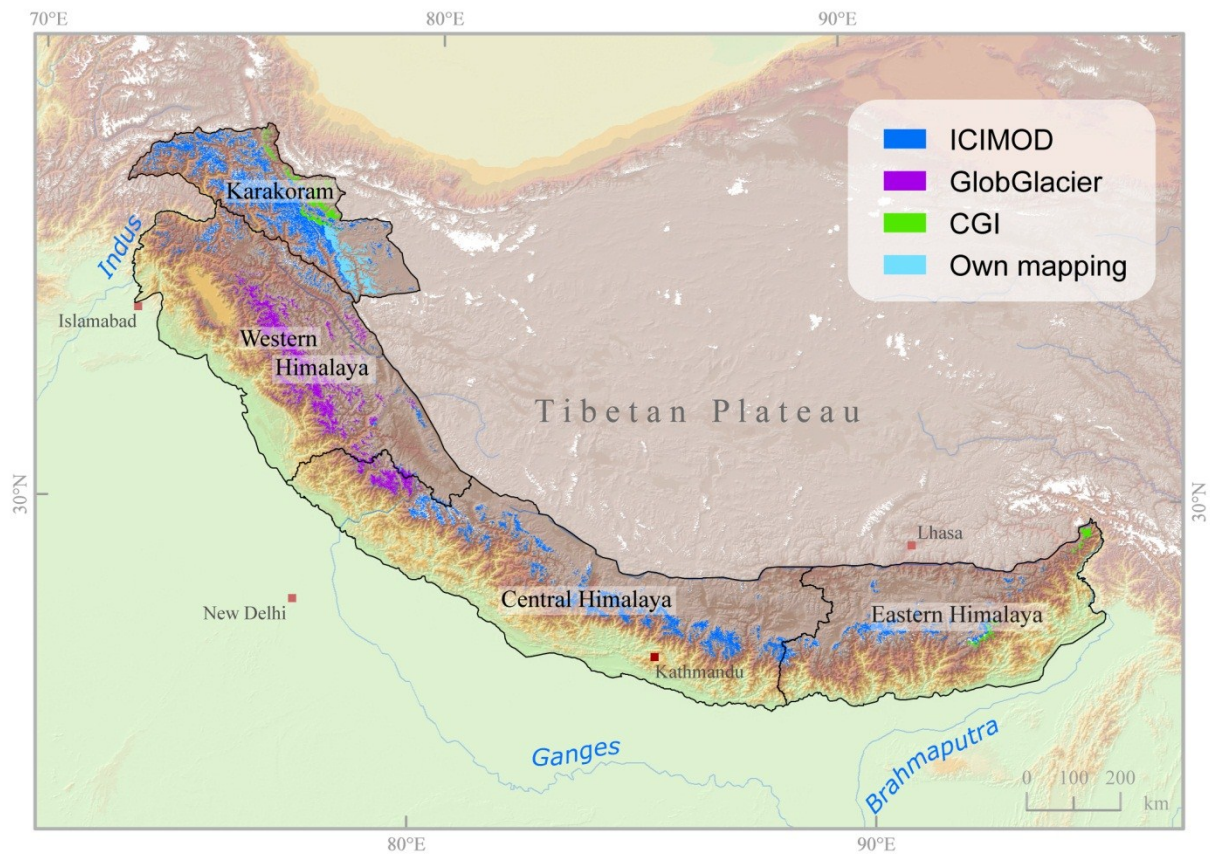 70°E
80°E
90°E
ICIMOD
GlobGlacier
CGI
Own mapping
Karakoram
Indus
Islamabad
Western
Himalaya
Tibetan Plateau
30°N
30°N
Lhasa
New Delhi
Central Himalaya
Eastern Himalaya
Kathmandu
Ganges
Brahmaputra
0 100 200
km
80°E
90°E